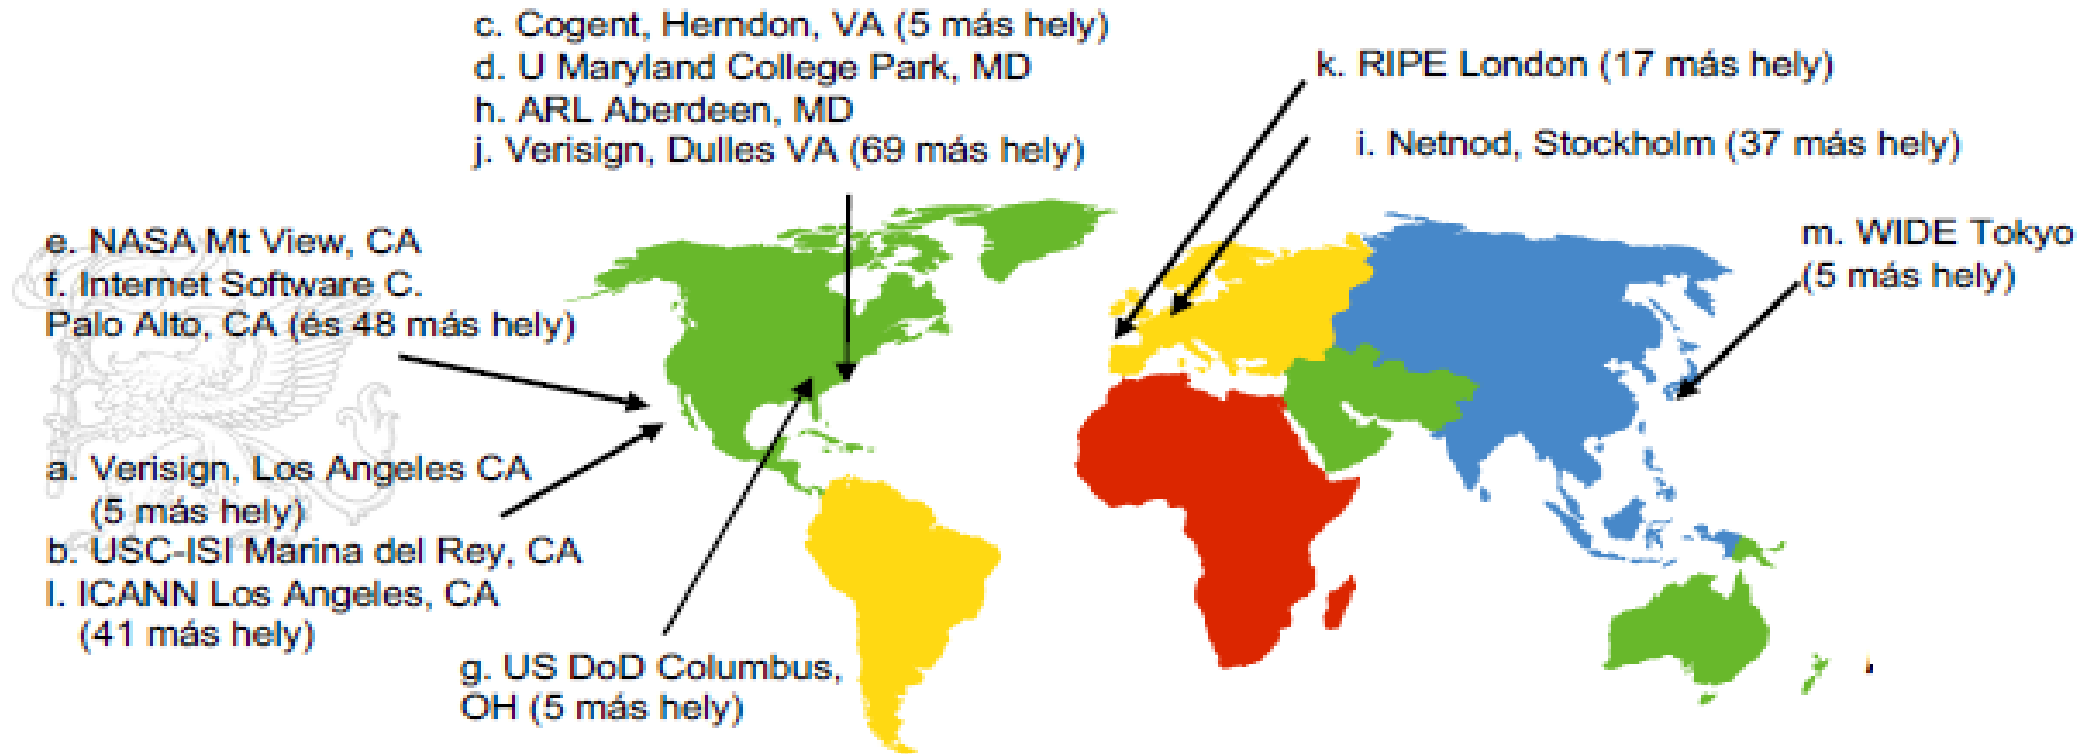 c. Cogent, Herndon, VA (5 más hely)
d. U Maryland College Park, MD
h. ARL Aberdeen, MD
j. Verisign, Dulles VA (69 más hely)
k. RIPE London (17 más hely)
i. Netnod, Stockholm (37 más hely)
m. WIDE Tokyo
(5 más hely)
e. NASA Mt View, CA
f. Internet Software C.
Palo Alto, CA (és 48 más hely)
a. Verisign, Los Angeles CA
(5 más hely)
b. USC-ISI Marina del Rey, CA
l. ICANN Los Angeles, CA
(41 más hely)
g. US DoD Columbus,
OH (5 más hely)